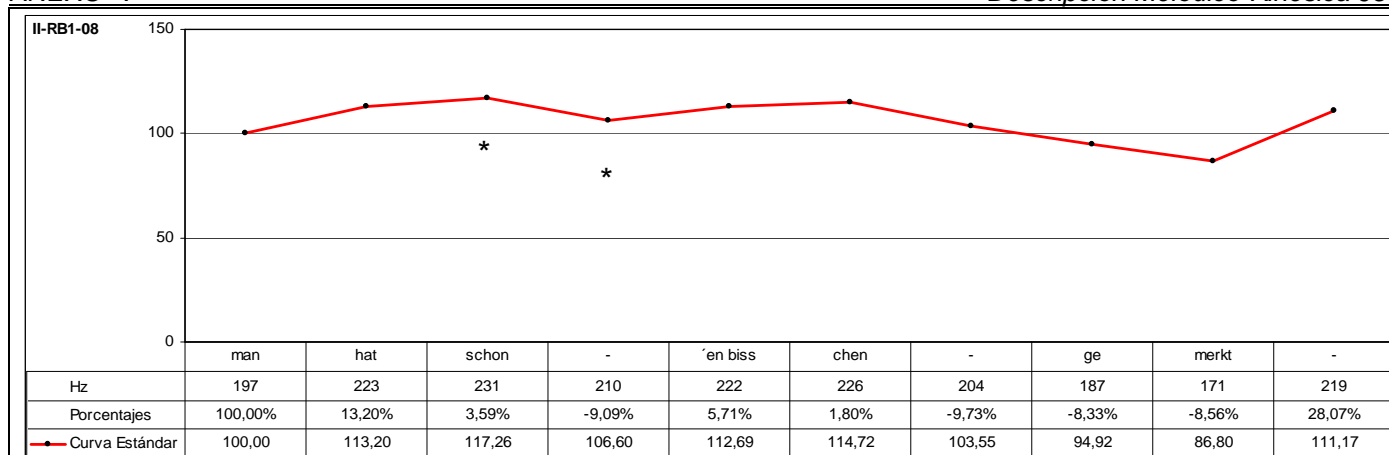 II-RB1-08
150
100
*
*
50
0
man hat schon - ´en biss chen - ge merkt -
Hz 197 223 231 210 222 226 204 187 171 219
Porcentajes 100,00% 13,20% 3,59% -9,09% 5,71% 1,80% -9,73% -8,33% -8,56% 28,07%
Curva Estándar 100,00 113,20 117,26 106,60 112,69 114,72 103,55 94,92 86,80 111,17